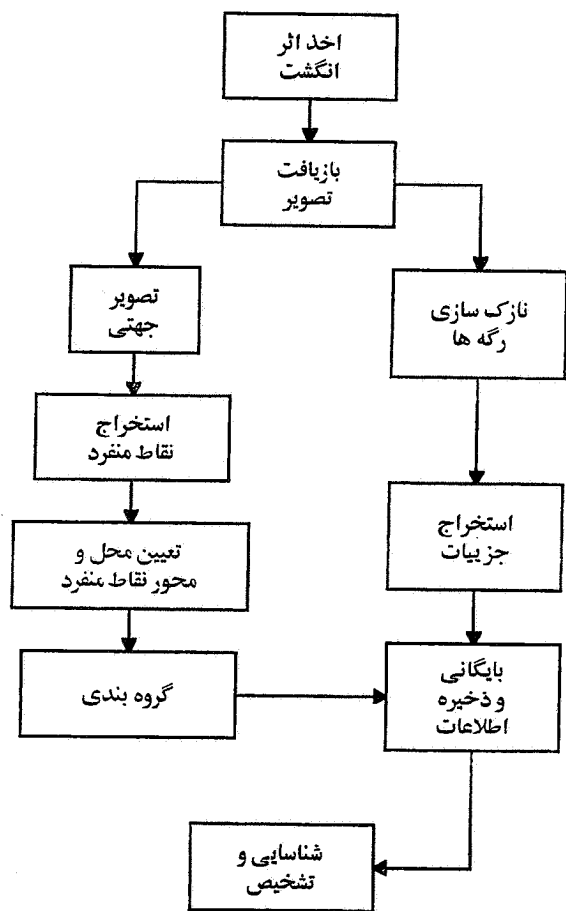 اخذ اثر
انگشت
بازیافت
تصویر
تصویر
جهتی
نازک سازی
رگه ها
استخراج
نقاط منفرد
استخراج
جزییات
تعیین محل و
محور نقاط منفرد
گروه بندی
بایگانی
و ذخیره
اطلاعات
شناسایی و
تشخیص